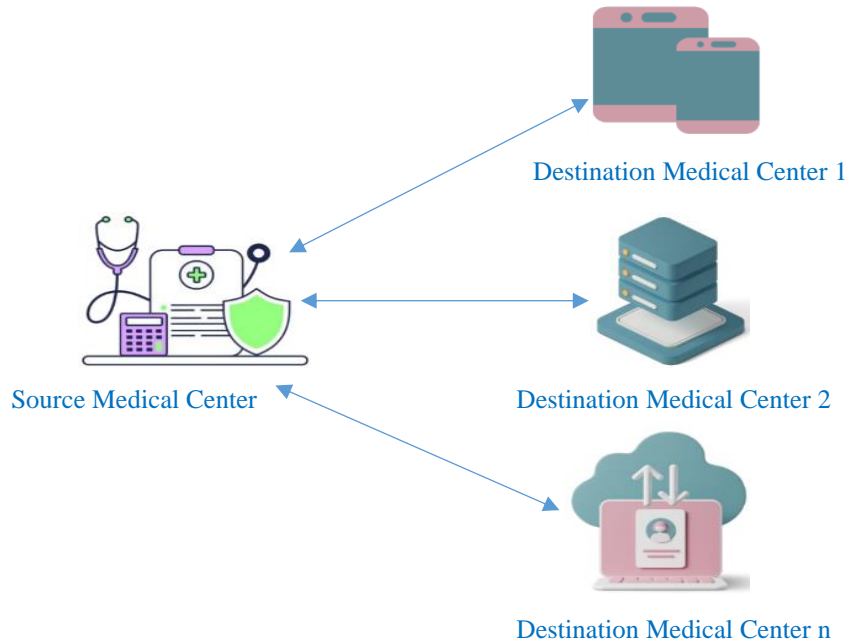 Destination Medical Center 1
Source Medical Center
Destination Medical Center 2
Destination Medical Center n